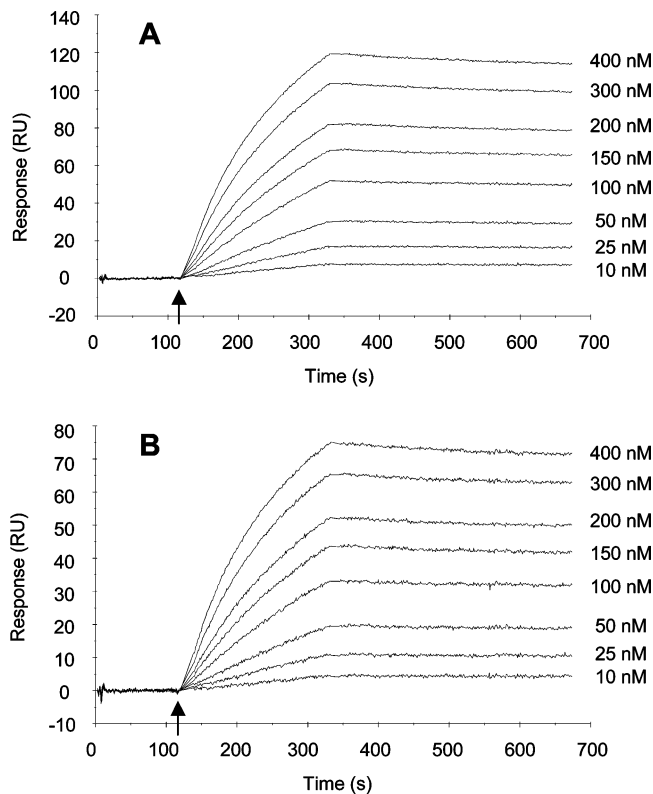 A
140
120
100
80
60
40
20
0
-20
Response (RU)
400 nM
300 nM
200 nM
150 nM
100 nM
50 nM
25 nM
10 nM
0 100 200 300 400 500 600 700
Time (s)
B
80
70
60
50
40
30
20
10
0
-10
Response (RU)
400 nM
300 nM
200 nM
150 nM
100 nM
50 nM
25 nM
10 nM
0 100 200 300 400 500 600 700
Time (s)